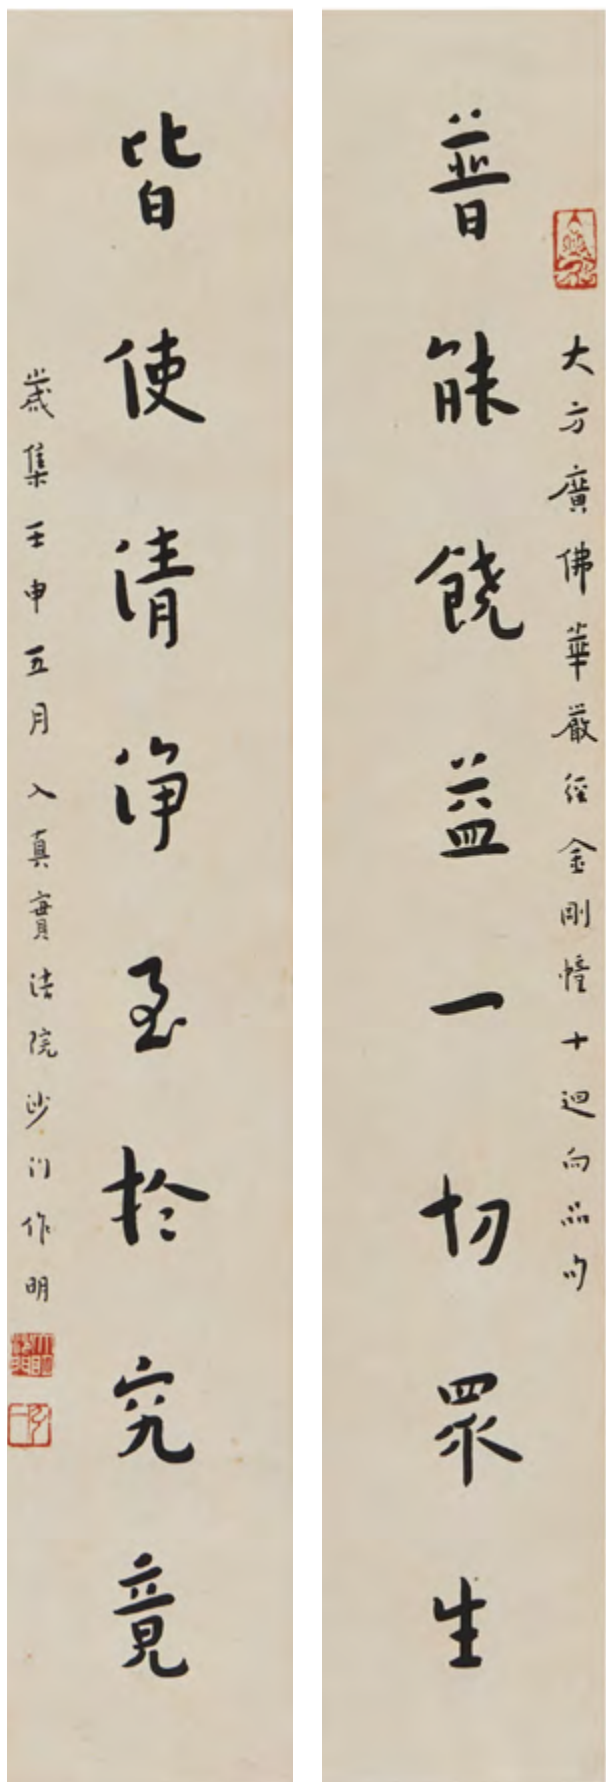 大方廣佛華嚴經金剛幢十迴向品句
普能饒益一切眾生
皆使清淨至於究竟
歲集壬申五月入真實法院沙門作明